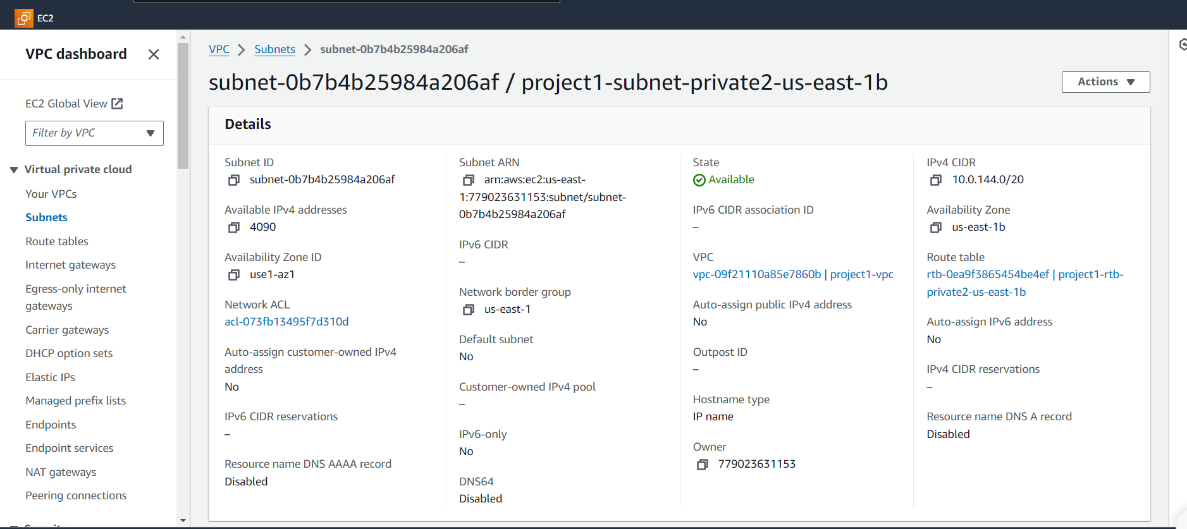 EC2
VPC dashboard
EC2 Global View
Filter by VPC
Virtual private cloud
Your VPCs
Subnets
Route tables
Internet gateways
Egress-only internet
gateways
Carrier gateways
DHCP option sets
Elastic IPs
Managed prefix lists
Endpoints
Endpoint services
NAT gateways
Peering connections
VPC > Subnets > subnet-0b7b4b25984a206af
subnet-0b7b4b25984a206af / project1-subnet-private2-us-east-1b
Actions
Details
Subnet ID
subnet-0b7b4b25984a206af
Available IPv4 addresses
4090
Availability Zone ID
use1-az1
Network ACL
acl-073fb13495f7d310d
Auto-assign customer-owned IPv4
address
No
IPv6 CIDR reservations
–
Resource name DNS AAAA record
Disabled
Subnet ARN
arn:aws:ec2:us-east-
1:779023631153:subnet/subnet-
0b7b4b25984a206af
IPv6 CIDR
–
Network border group
us-east-1
Default subnet
No
Customer-owned IPv4 pool
–
IPv6-only
No
DNS64
Disabled
State
Available
IPv6 CIDR association ID
–
VPC
vpc-09f21110a85e7860b | project1-vpc
Auto-assign public IPv4 address
No
Outpost ID
–
Hostname type
IP name
Owner
779023631153
IPv4 CIDR
10.0.144.0/20
Availability Zone
us-east-1b
Route table
rtb-0ea9f3865454be4ef | project1-rtb-
private2-us-east-1b
Auto-assign IPv6 address
No
IPv4 CIDR reservations
–
Resource name DNS A record
Disabled